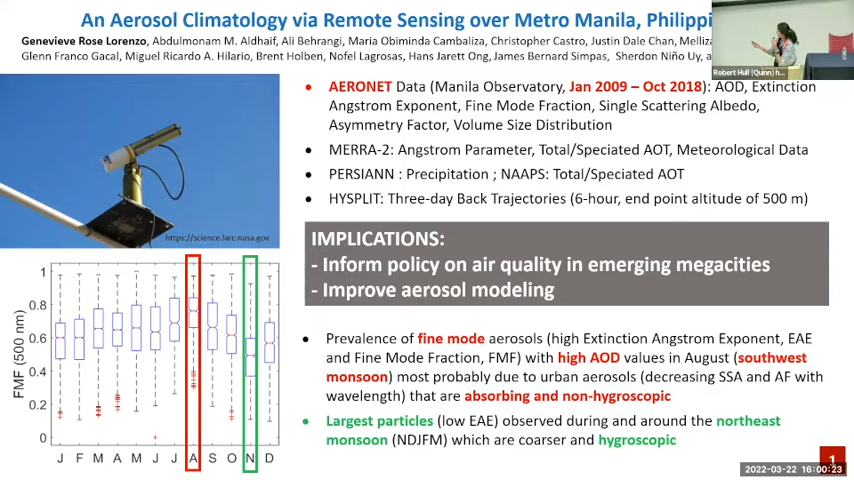 An Aerosol Climatology via Remote Sensing over Metro Manila,
Genevieve Rose Lorenzo, Abdulmonam M. Aldhaif, Ali Behrangi, Maria Obiminda Cambaliza, Christopher Castro, Justin Dale Chan,
Glenn Franco Gacal, Miguel Ricardo A. Hilario, Brent Holben, Nofel Lagrosas, Hans Jarett Ong, James Bernard Simpas, Sherdon Niño Uy,
Robert Hull (Quinn) h...
• AERONET Data (Manila Observatory, Jan 2009 – Oct 2018): AOD, Extinction
Angstrom Exponent, Fine Mode Fraction, Single Scattering Albedo,
Asymmetry Factor, Volume Size Distribution
• MERRA-2: Angstrom Parameter, Total/Speciated AOT, Meteorological Data
• PERSIANN : Precipitation ; NAAPS: Total/Speciated AOT
• HYSPLIT: Three-day Back Trajectories (6-hour, end point altitude of 500 m)
https://science.larc.nasa.gov
IMPLICATIONS:
- Inform policy on air quality in emerging megacities
- Improve aerosol modeling
FMF (500 nm)
1
0.8
0.6
0.4
0.2
0
J F M A M J J A S O N D
• Prevalence of fine mode aerosols (high Extinction Angstrom Exponent, EAE
and Fine Mode Fraction, FMF) with high AOD values in August (southwest
monsoon) most probably due to urban aerosols (decreasing SSA and AF with
wavelength) that are absorbing and non-hygroscopic
• Largest particles (low EAE) observed during and around the northeast
monsoon (NDJFM) which are coarser and hygroscopic
1
2022-03-22 16:00:23